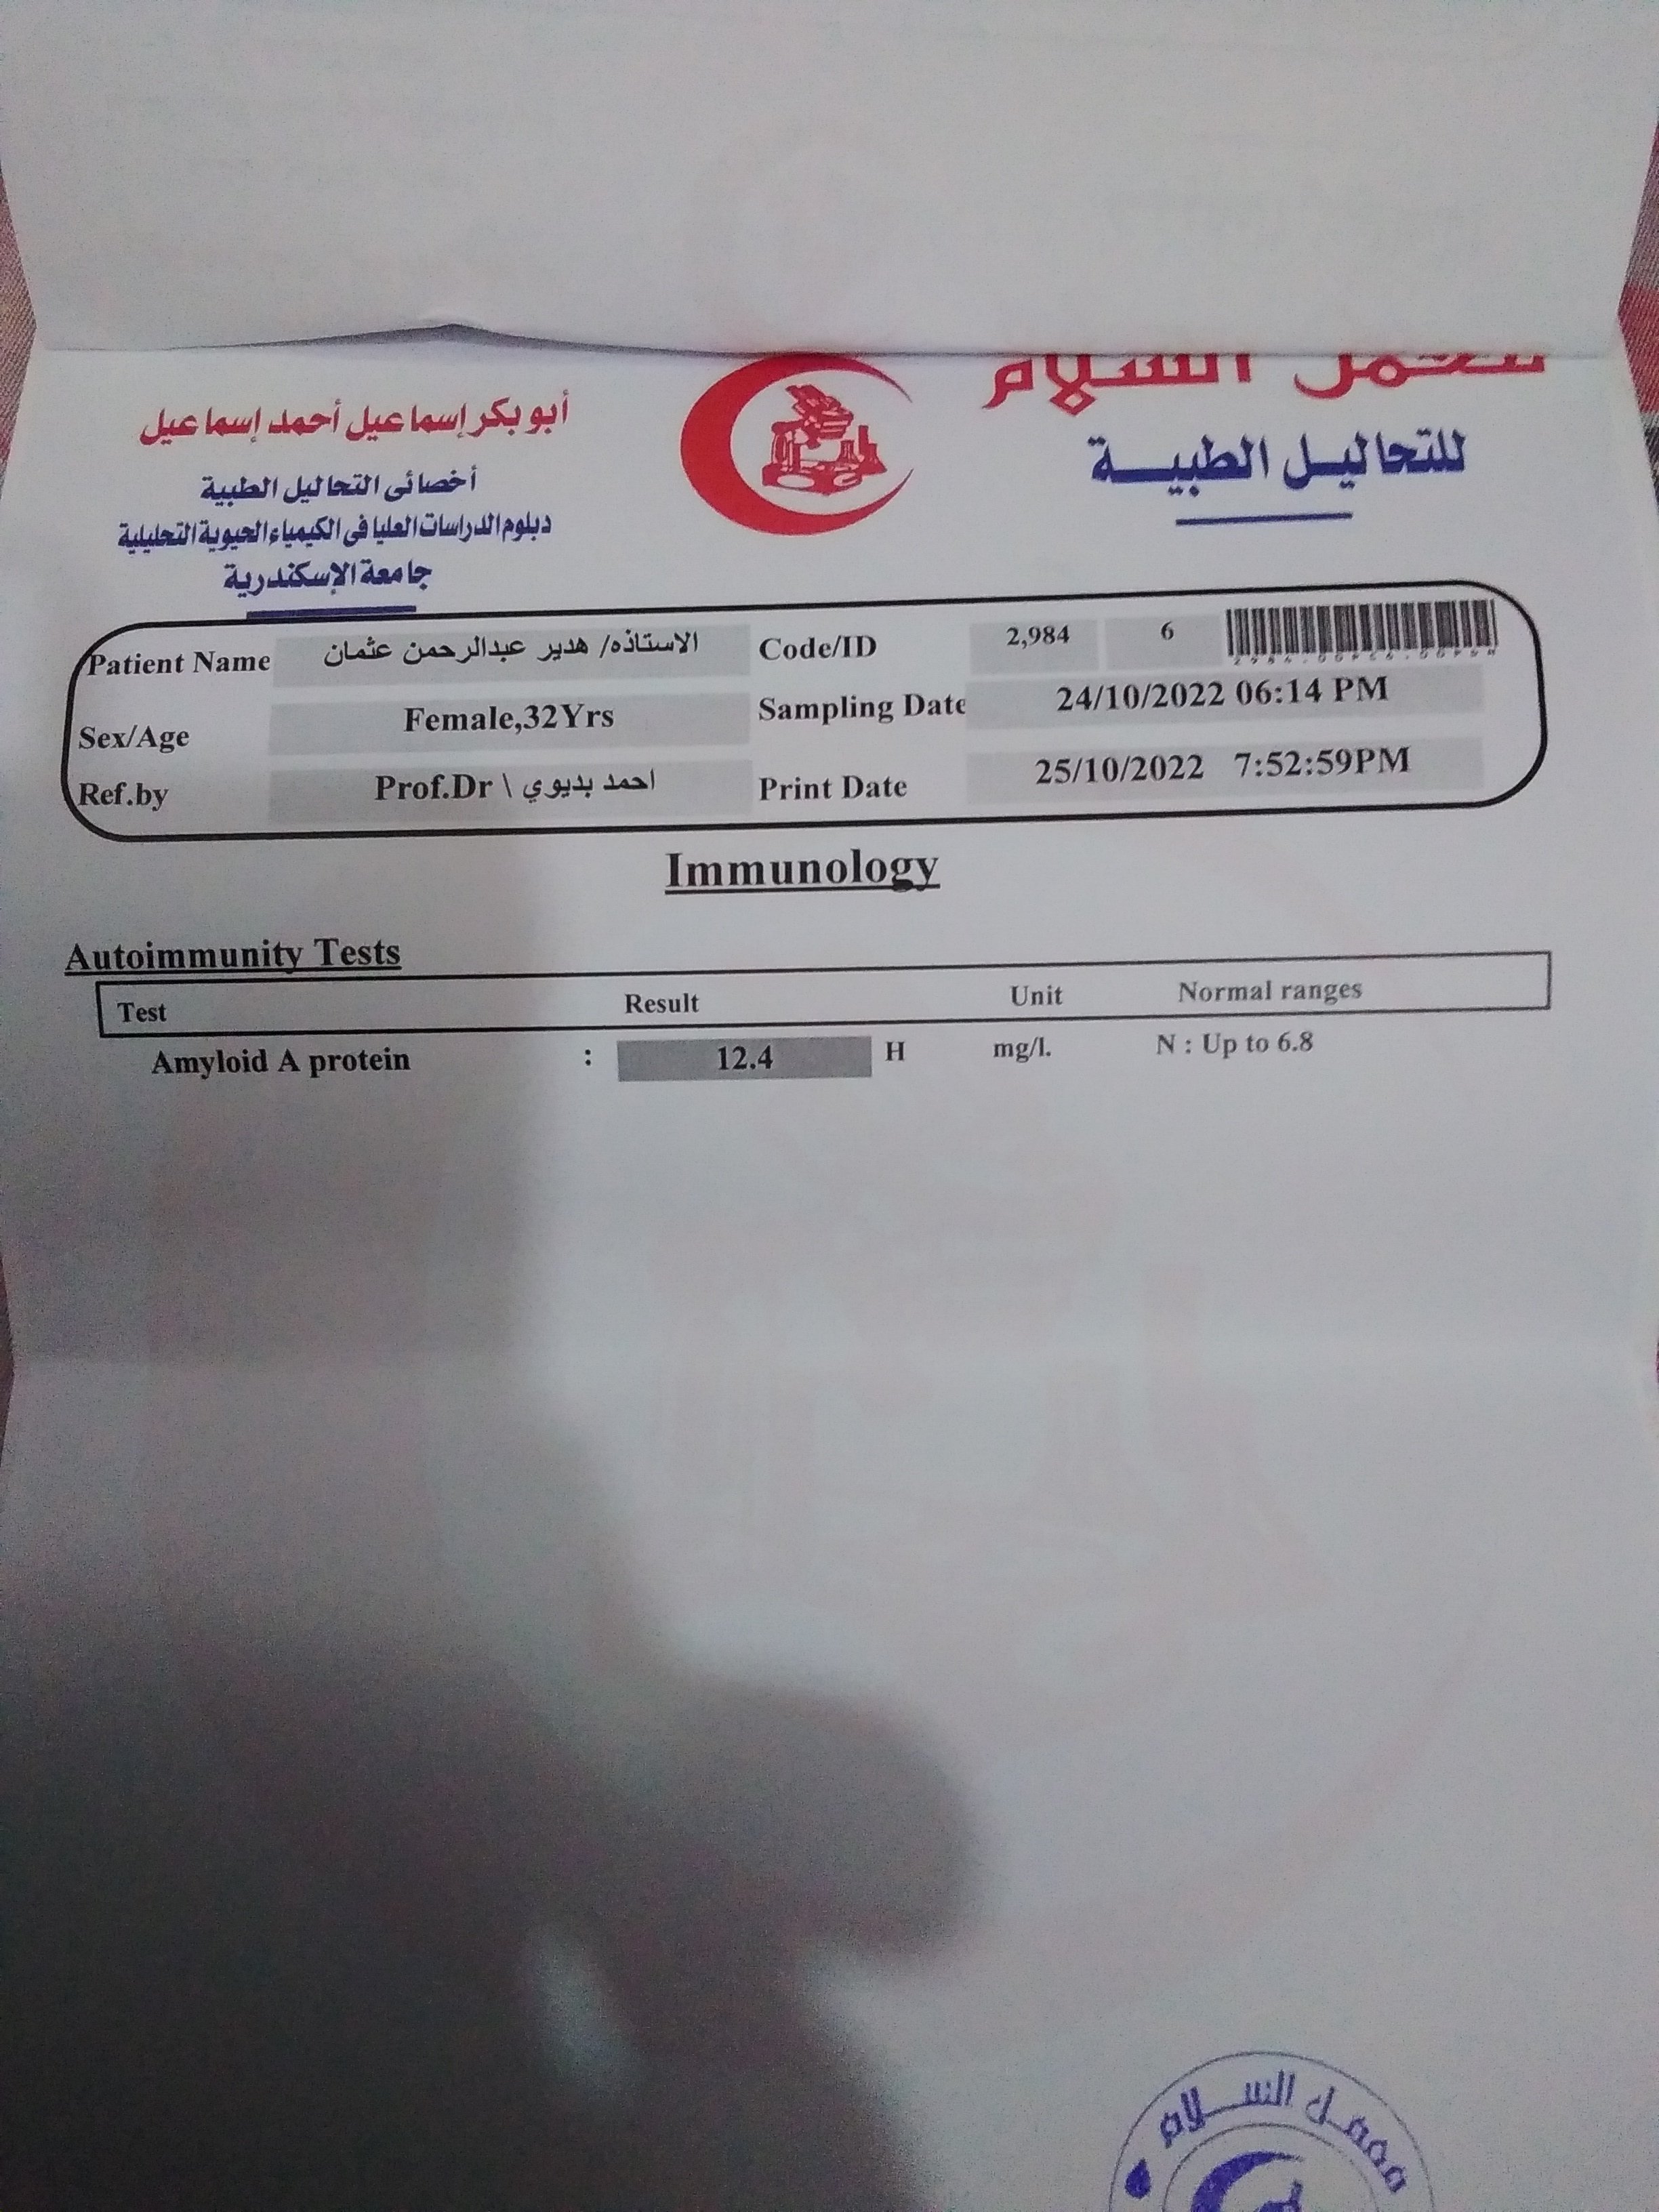 معمل السلام
للتحاليل الطبية
أبو بكر إسماعيل أحمد إسماعيل
أخصائى التحاليل الطبية
دبلوم الدراسات العليا فى الكيمياء الحيوية التحليلية
جامعة الإسكندرية
Patient Name الاستاذه/ هدير عبدالرحمن عثمان Code/ID 2,984 6
Sex/Age Female,32Yrs Sampling Date 24/10/2022 06:14 PM
Ref.by Prof.Dr \ احمد بديوي Print Date 25/10/2022 7:52:59PM
Immunology
Autoimmunity Tests
Test Result Unit Normal ranges
Amyloid A protein : 12.4 H mg/l. N : Up to 6.8
معمل السلام